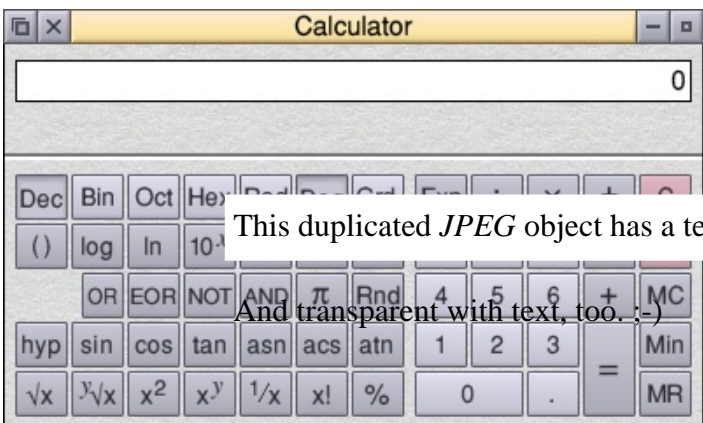 Calculator
0
Dec Bin Oct Hex
This duplicated JPEG object has a te
() log ln 10ˣ
OR EOR NOT AND π Rnd 4 5 6 + MC
And transparent with text, too. ;-)
hyp sin cos tan asn acs atn 1 2 3 Min
=
√x ʸ√x x² xʸ 1/x x! % 0 . MR